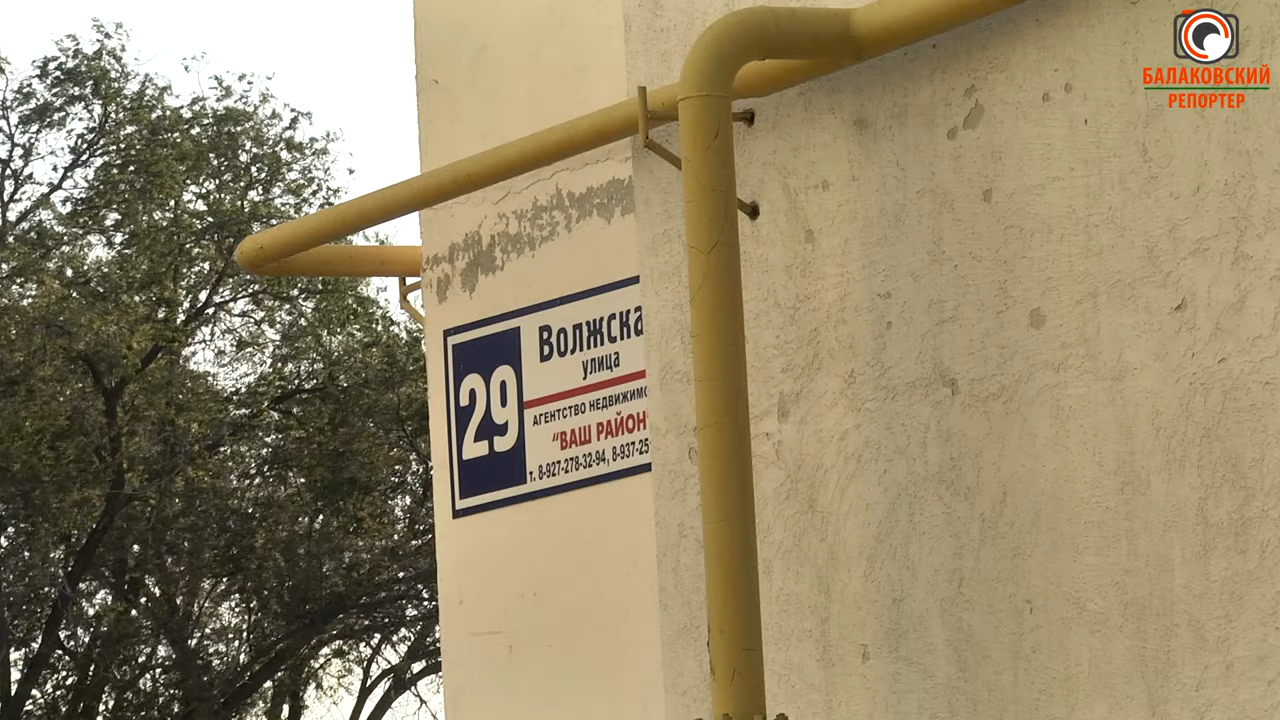 БАЛАКОВСКИЙ
РЕПОРТЕР
29
Волжска
улица
АГЕНТСТВО НЕДВИЖИМО
"ВАШ РАЙОН"
т. 8-927-278-32-94, 8-937-25